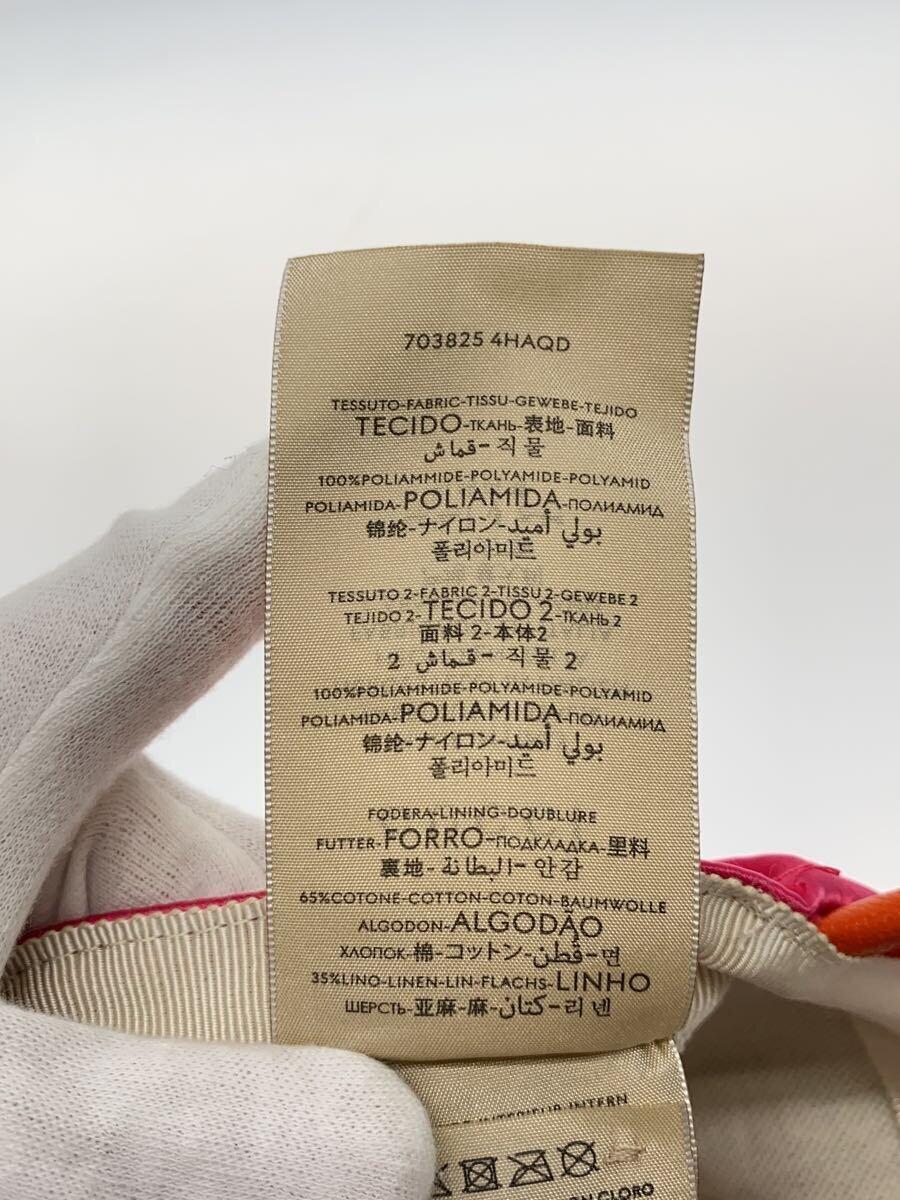 703825 4HAQD
TESSUTO-FABRIC-TISSU-GEWEBE-TEJIDO
TECIDO-ТКАНЬ-表地-面料
قماش-직물
100%POLIAMMIDE-POLYAMIDE-POLYAMID
POLIAMIDA-POLIAMIDA-ПОЛИАМИД
锦纶-ナイロン-بولي أميد-
폴리아미드
TESSUTO 2-FABRIC 2-TISSU 2-GEWEBE 2
TEJIDO 2-TECIDO 2-ТКАНЬ 2
面料 2-本体2
قماش 2-직물 2
100%POLIAMMIDE-POLYAMIDE-POLYAMID
POLIAMIDA-POLIAMIDA-ПОЛИАМИД
锦纶-ナイロン-بولي أميد-
폴리아미드
FODERA-LINING-DOUBLURE
FUTTER-FORRO-ПОДКЛАДКА-里料
裏地-البطانة-안감
65%COTONE-COTTON-COTON-BAUMWOLLE
ALGODON-ALGODÃO
ХЛОПОК-棉-コットン-قطن-면
35%LINO-LINEN-LIN-FLACHS-LINHO
ШЕРСТЬ-亚麻-麻-كتان-리넨
INTERN
CLORO